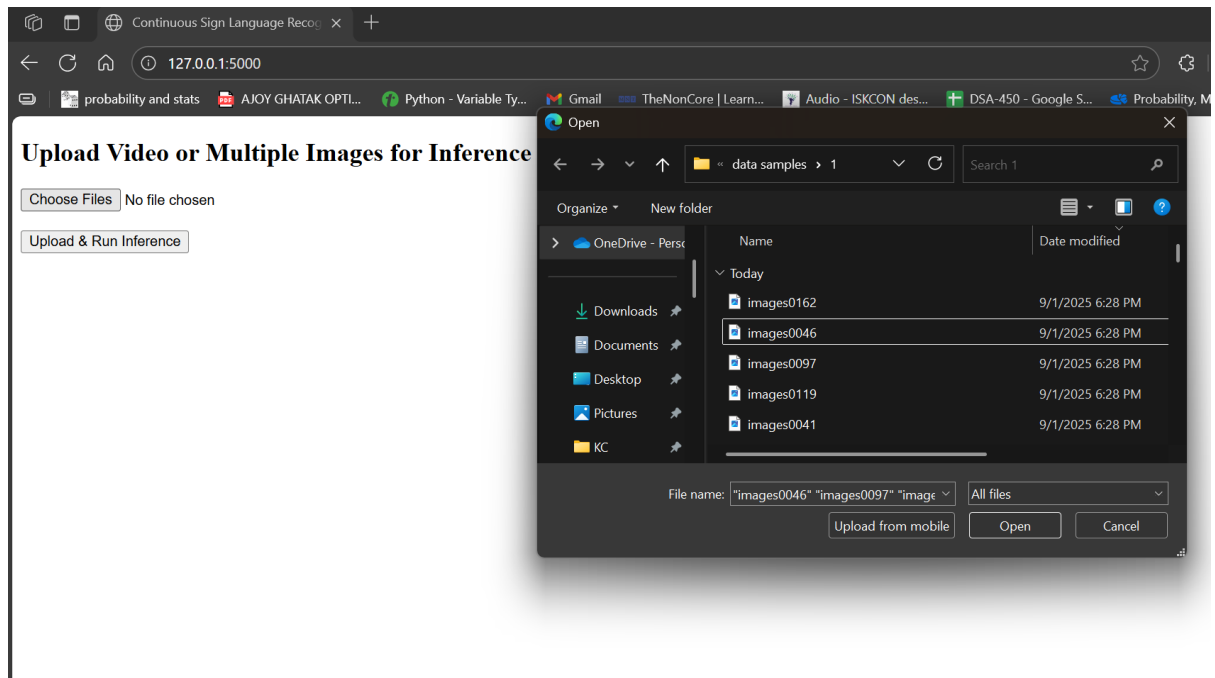 Continuous Sign Language Recog
127.0.0.1:5000
probability and stats
AJOY GHATAK OPTI...
Python - Variable Ty...
Gmail
TheNonCore | Learn...
Audio - ISKCON des...
DSA-450 - Google S...
Probability, M
Upload Video or Multiple Images for Inference
Choose Files No file chosen
Upload & Run Inference
Open
« data samples › 1
Search 1
Organize
New folder
OneDrive - Perso
Downloads
Documents
Desktop
Pictures
KC
Name Date modified
Today
images0162 9/1/2025 6:28 PM
images0046 9/1/2025 6:28 PM
images0097 9/1/2025 6:28 PM
images0119 9/1/2025 6:28 PM
images0041 9/1/2025 6:28 PM
File name: "images0046" "images0097" "image
All files
Upload from mobile
Open
Cancel